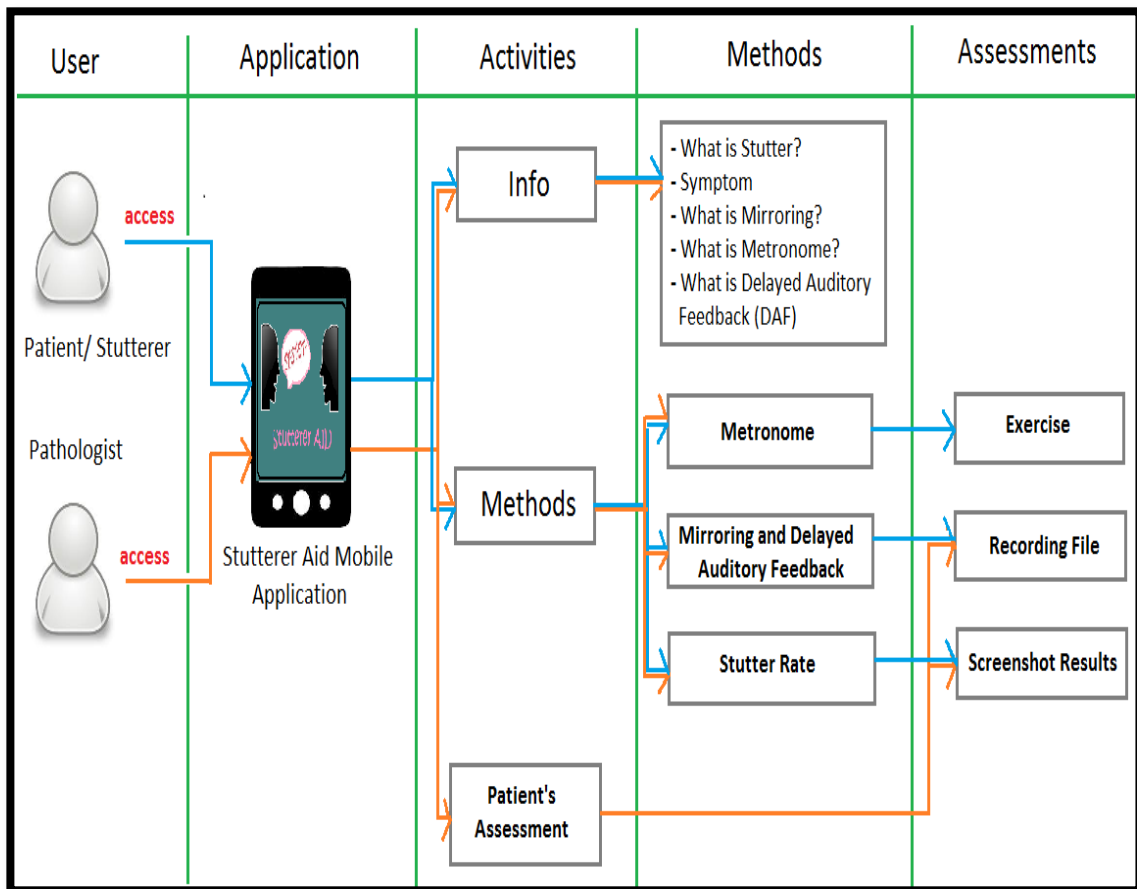 User
Application
Activities
Methods
Assessments
access
Patient/ Stutterer
Pathologist
access
Stutterer AID
Stutterer Aid Mobile
Application
Info
Methods
Patient's
Assessment
- What is Stutter?
- Symptom
- What is Mirroring?
- What is Metronome?
- What is Delayed Auditory
Feedback (DAF)
Metronome
Mirroring and Delayed
Auditory Feedback
Stutter Rate
Exercise
Recording File
Screenshot Results